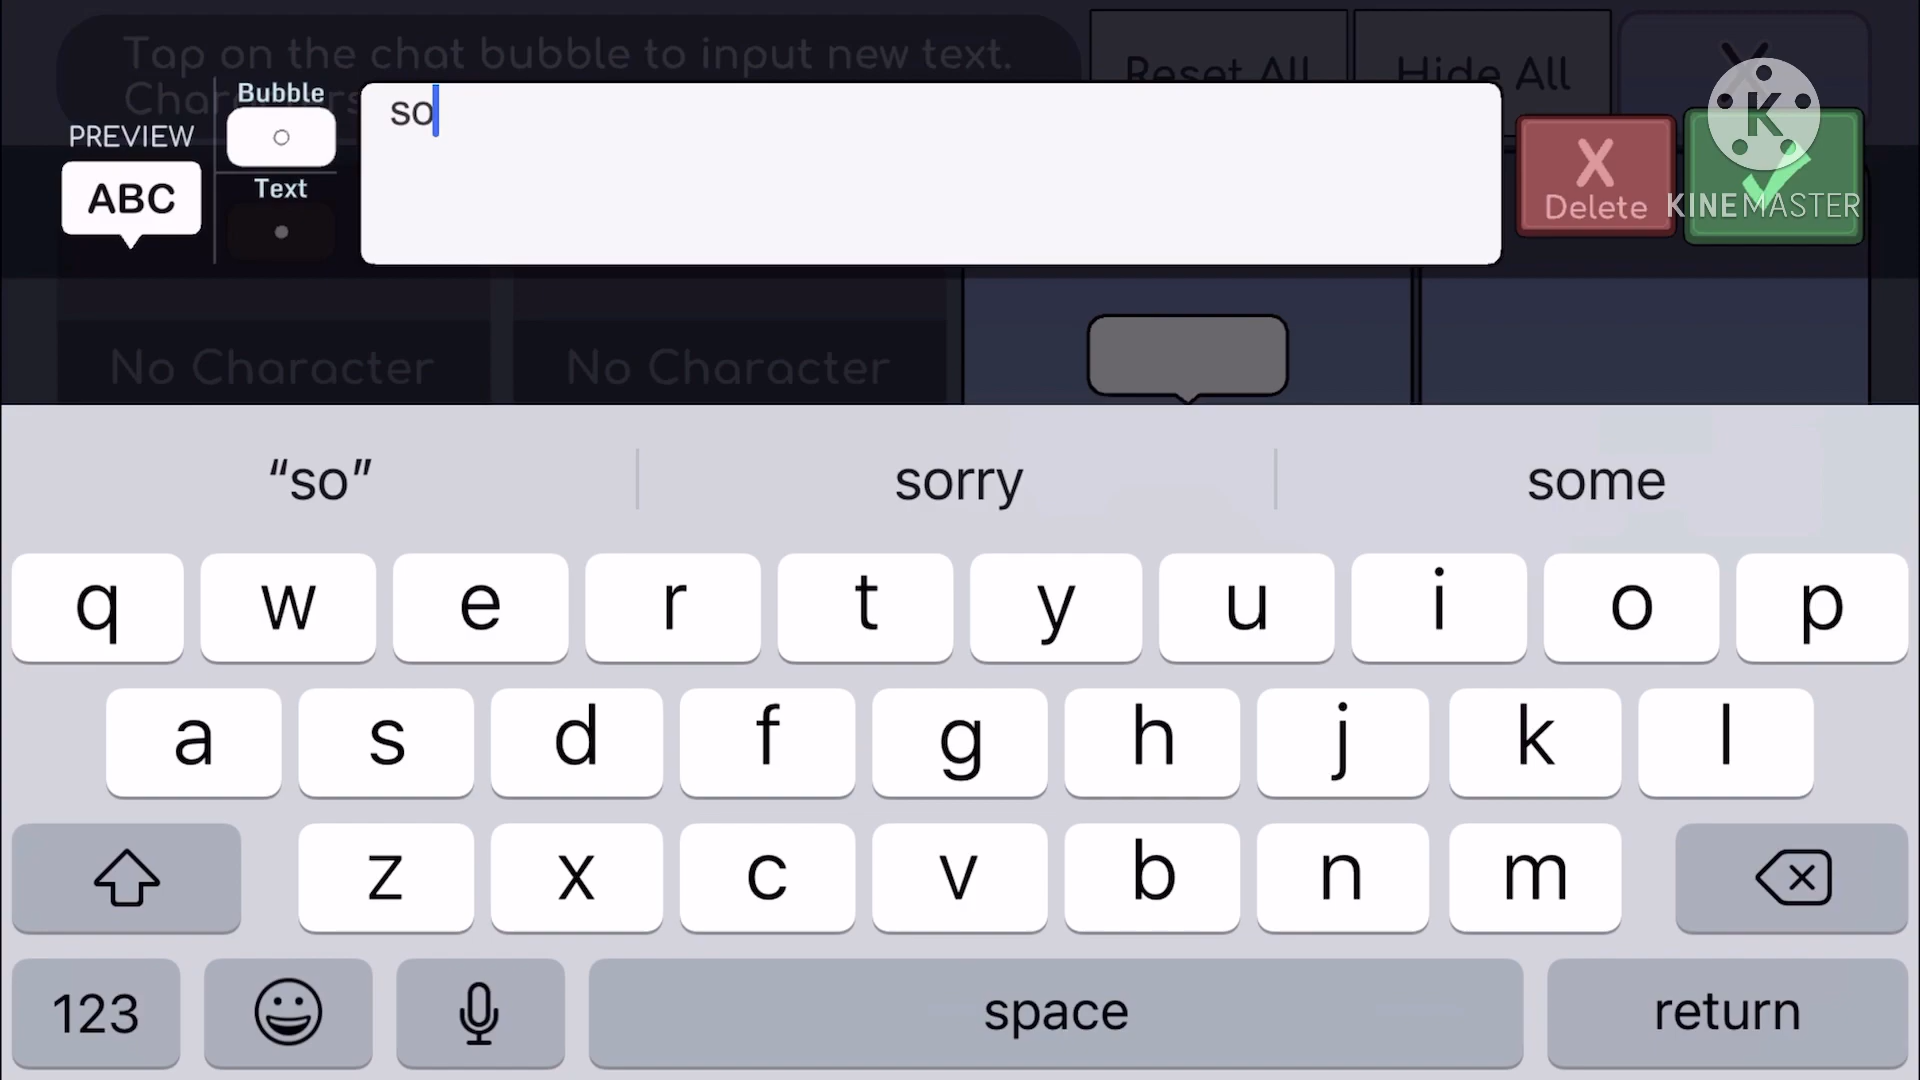 Tap on the chat bubble to input new text.
Characters
Reset All
Hide All
X
Bubble
PREVIEW
ABC
Text
so
X
Delete
K
KINEMASTER
No Character
No Character
“so”
sorry
some
q w e r t y u i o p
a s d f g h j k l
z x c v b n m
123
space
return